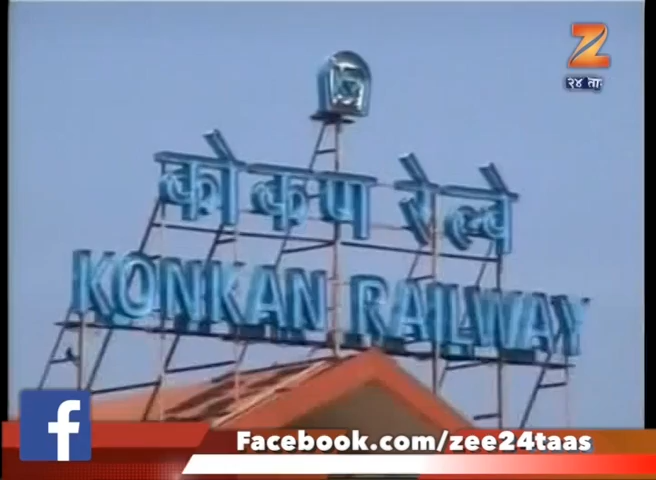 Z
२४ तास
कोंकण रेल्वे
KONKAN RAILWAY
f
Facebook.com/zee24taas